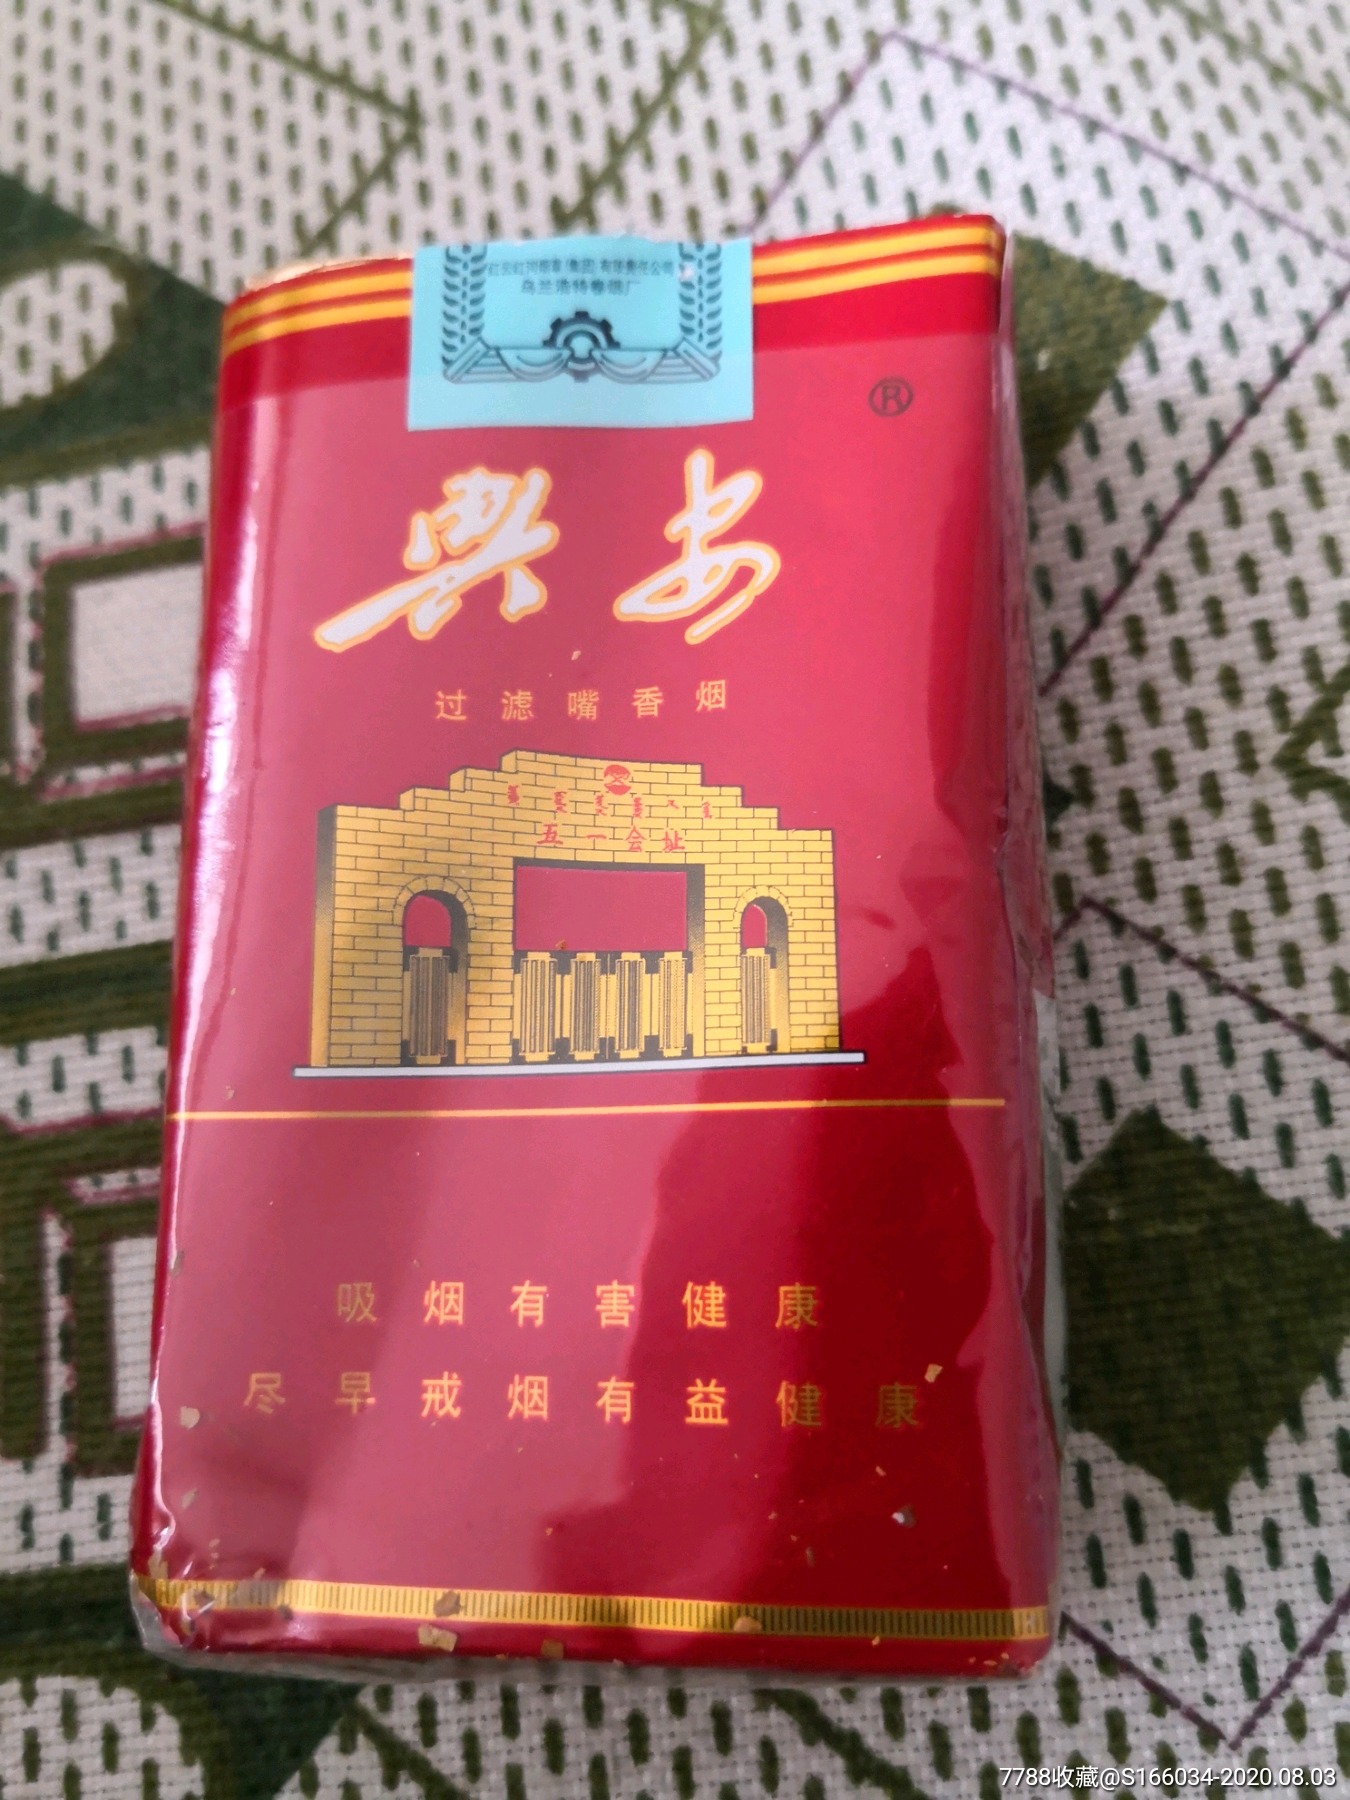 红云红河烟草(集团)有限责任公司
乌兰浩特卷烟厂
®
興安
过滤嘴香烟
五一会址
吸烟有害健康
尽早戒烟有益健康
7788收藏@S166034-2020.08.03